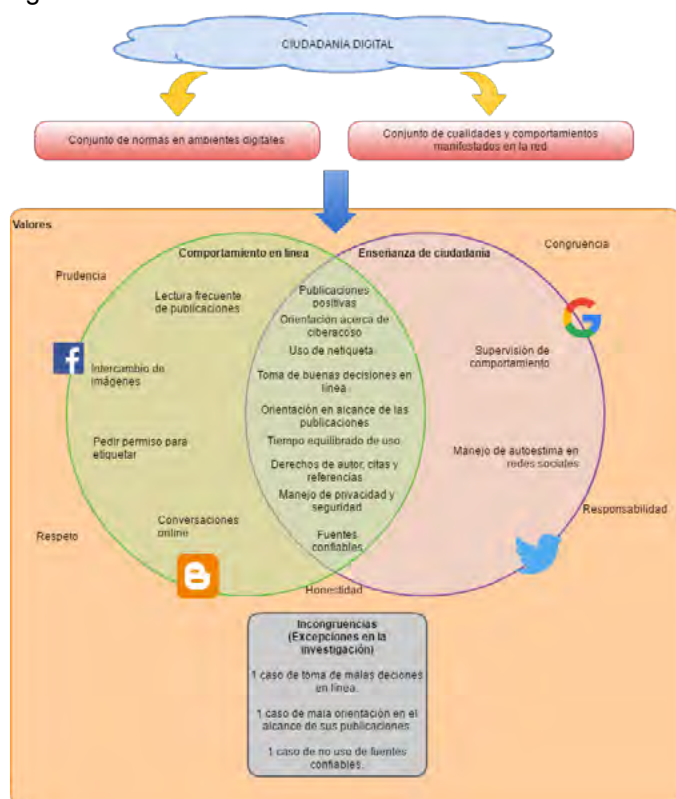 CIUDADANÍA DIGITAL
Conjunto de normas en ambientes digitales
Conjunto de cualidades y comportamientos
manifestados en la red
Valores
Comportamiento en línea
Enseñanza de ciudadanía
Congruencia
Prudencia
Lectura frecuente
de publicaciones
Publicaciones
positivas
Orientación acerca de
ciberacoso
Uso de netiqueta.
Supervisión de
comportamiento
Intercambio de
imágenes
Toma de buenas decisiones en
línea
Orientación en alcance de las
publicaciones
Pedir permiso para
etiquetar
Tiempo equilibrado de uso
Manejo de autoestima en
redes sociales
Derechos de autor, citas y
referencias
Manejo de privacidad y
seguridad
Conversaciones
online
Responsabilidad
Respeto
Fuentes
confiables
Honestidad
Incongruencias
(Excepciones en la
investigación)
1 caso de toma de malas deciones
en línea.
1 caso de mala orientación en el
alcance de sus publicaciones
1 caso de no uso de fuentes
confiables.